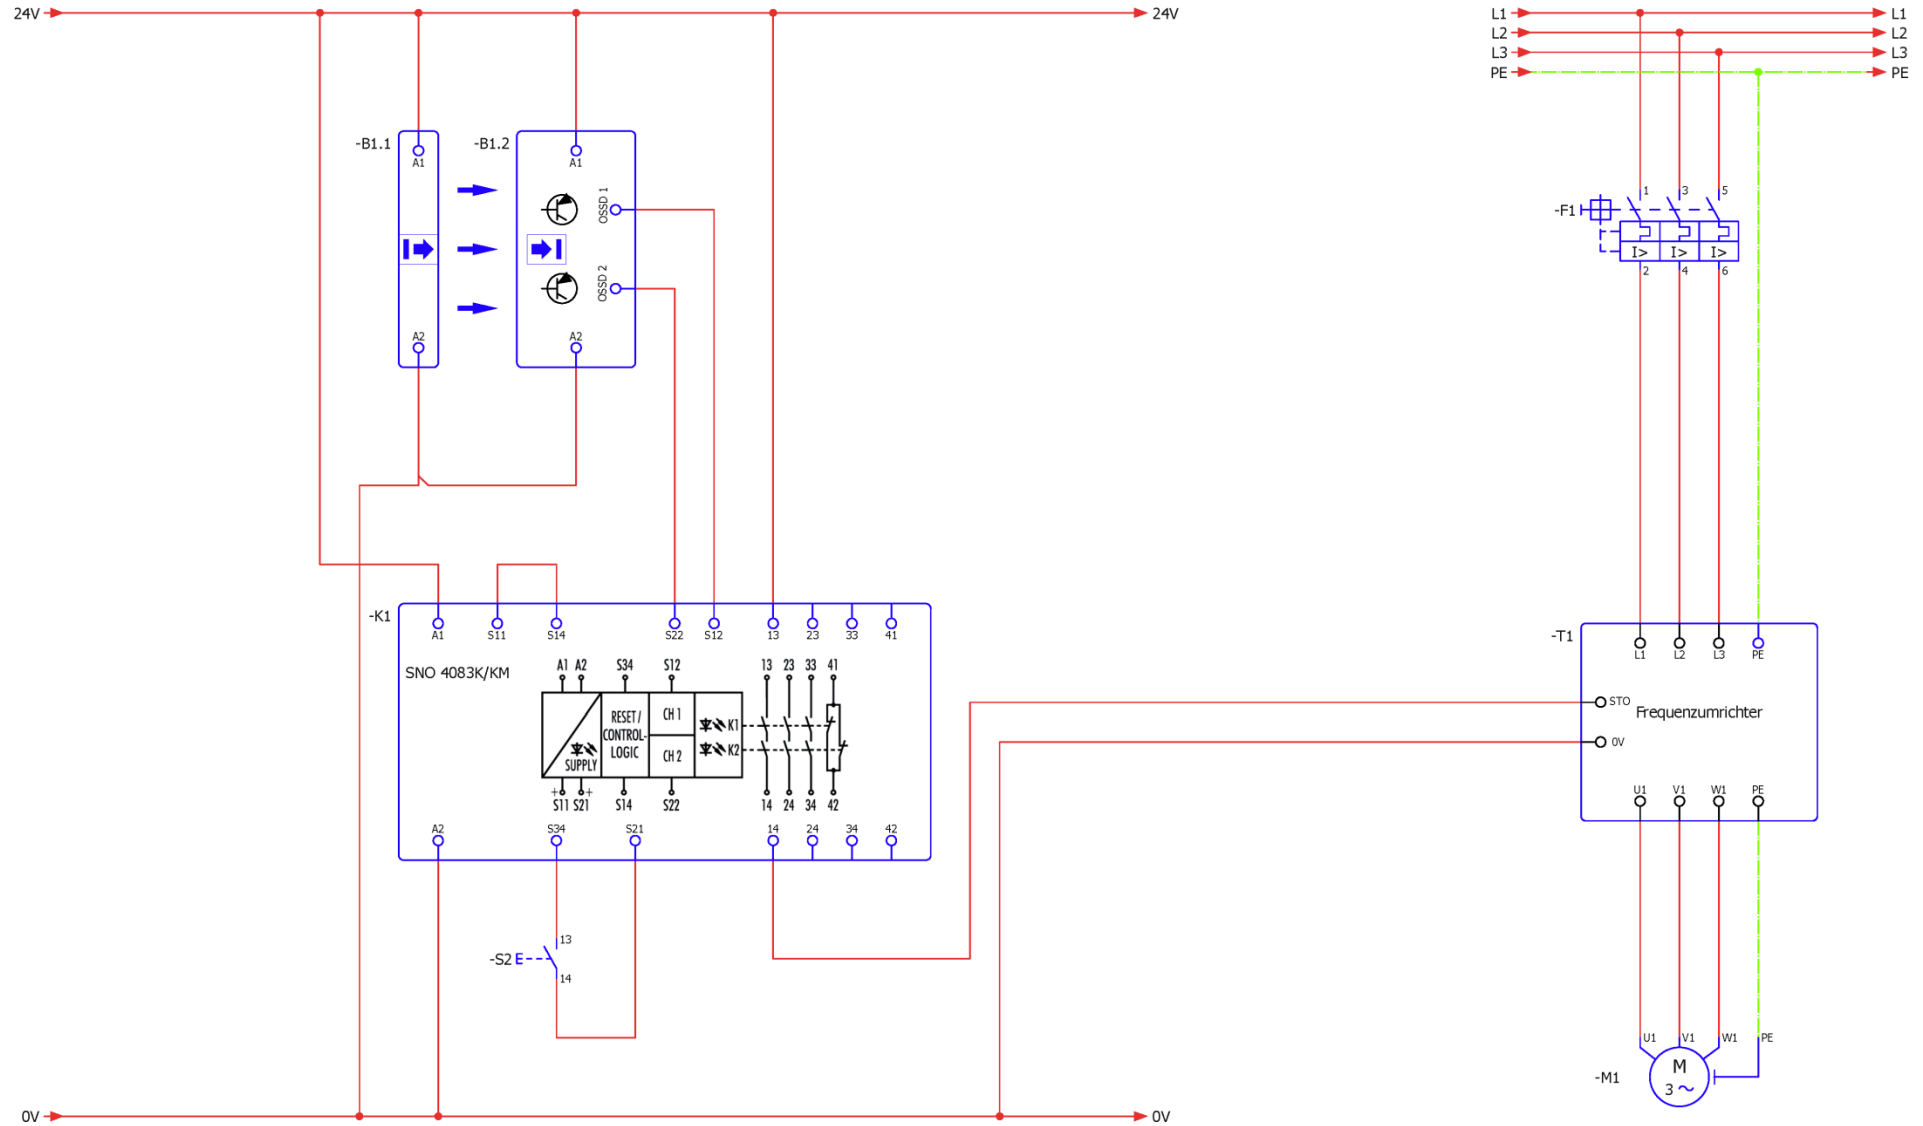 24V
24V
L1
L1
L2
L2
L3
L3
PE
PE
-B1.1
A1
A2
-B1.2
A1
OSSD 1
OSSD 2
A2
-F1
1
3
5
I>
I>
I>
2
4
6
-K1
A1
S11
S14
S22
S12
13
23
33
41
SNO 4083K/KM
A1 A2 S34 S12 13 23 33 41
RESET/
CONTROL-
LOGIC
CH 1
CH 2
K1
K2
SUPPLY
+ +
S11 S21 S14 S22 14 24 34 42
A2
S34
S21
14
24
34
42
-S2
13
14
-T1
L1
L2
L3
PE
STO
Frequenzumrichter
0V
U1
V1
W1
PE
U1
V1
W1
PE
-M1
M
3 ~
0V
0V